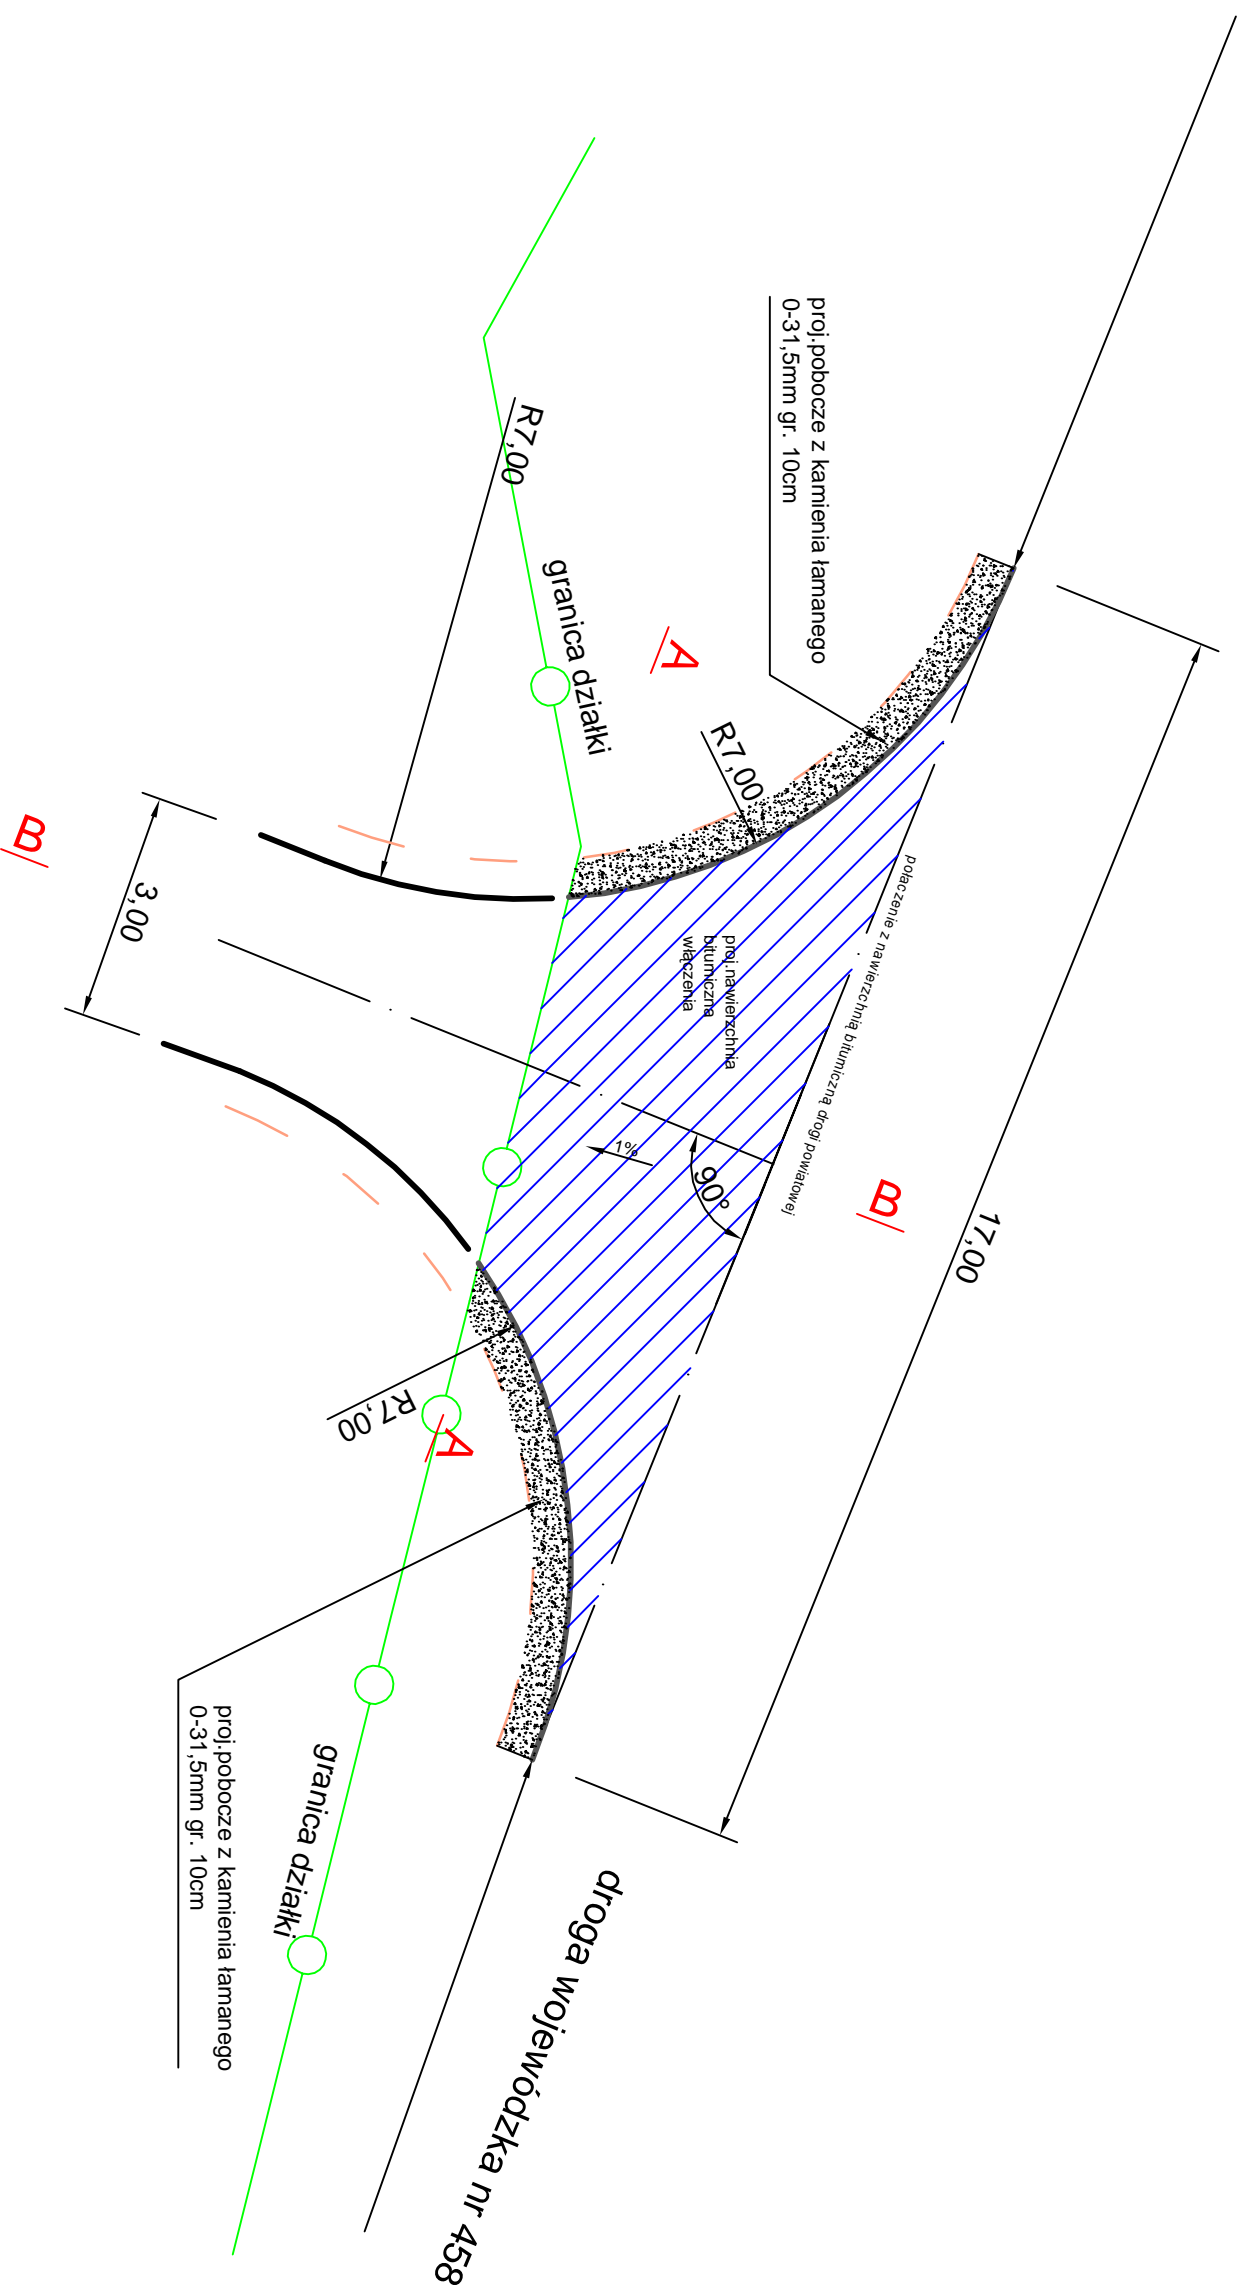 proj.pobocze z kamienia łamanego
0-31,5mm gr. 10cm
R7,00
granica działki
A
R7,00
B
3,00
proj.nawierzchnia
bitumiczna
włączenia
połaczenie z nawierzchnią bitumiczną drogi powiatowej
1%
90°
B
17,00
R7,00
A
proj.pobocze z kamienia łamanego
0-31,5mm gr. 10cm
granica działki
droga wojewódzka nr 458